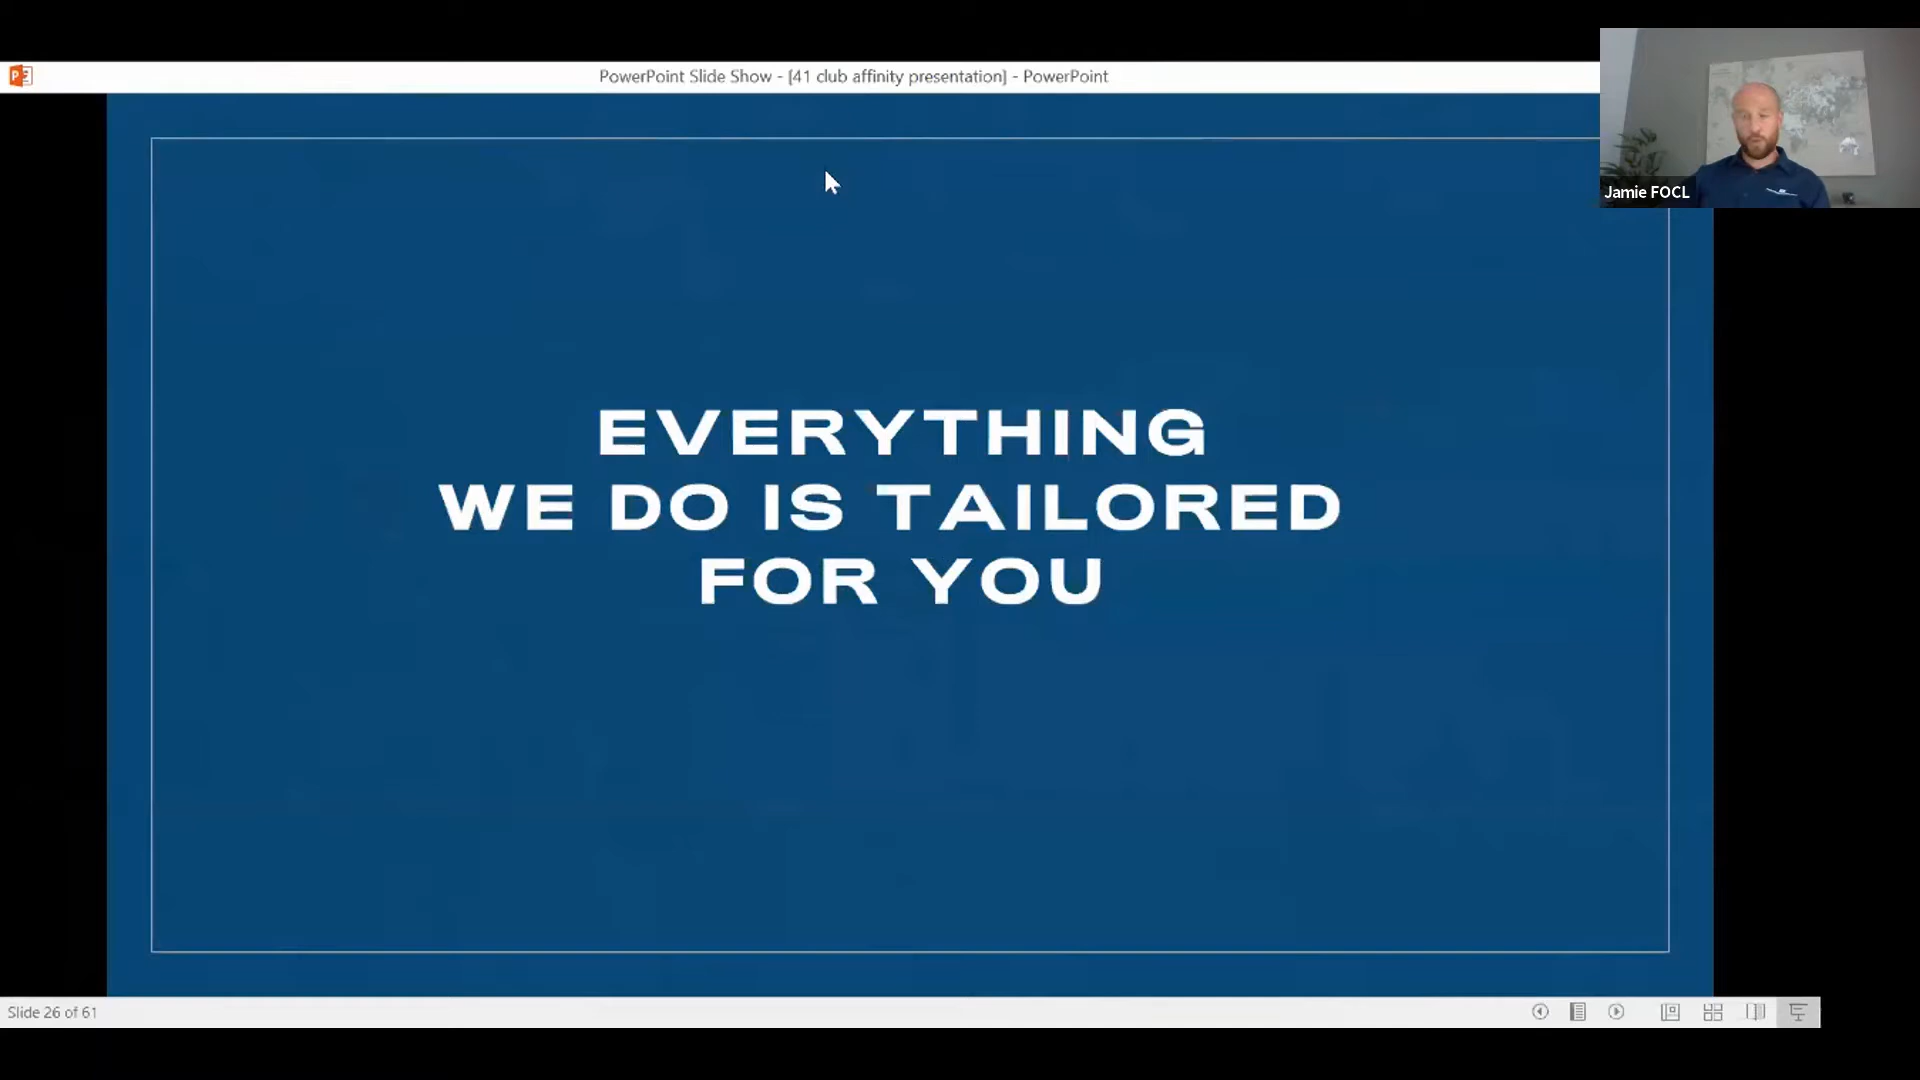 PowerPoint Slide Show - [41 club affinity presentation] - PowerPoint
Jamie FOCL
EVERYTHING
WE DO IS TAILORED
FOR YOU
Slide 26 of 61